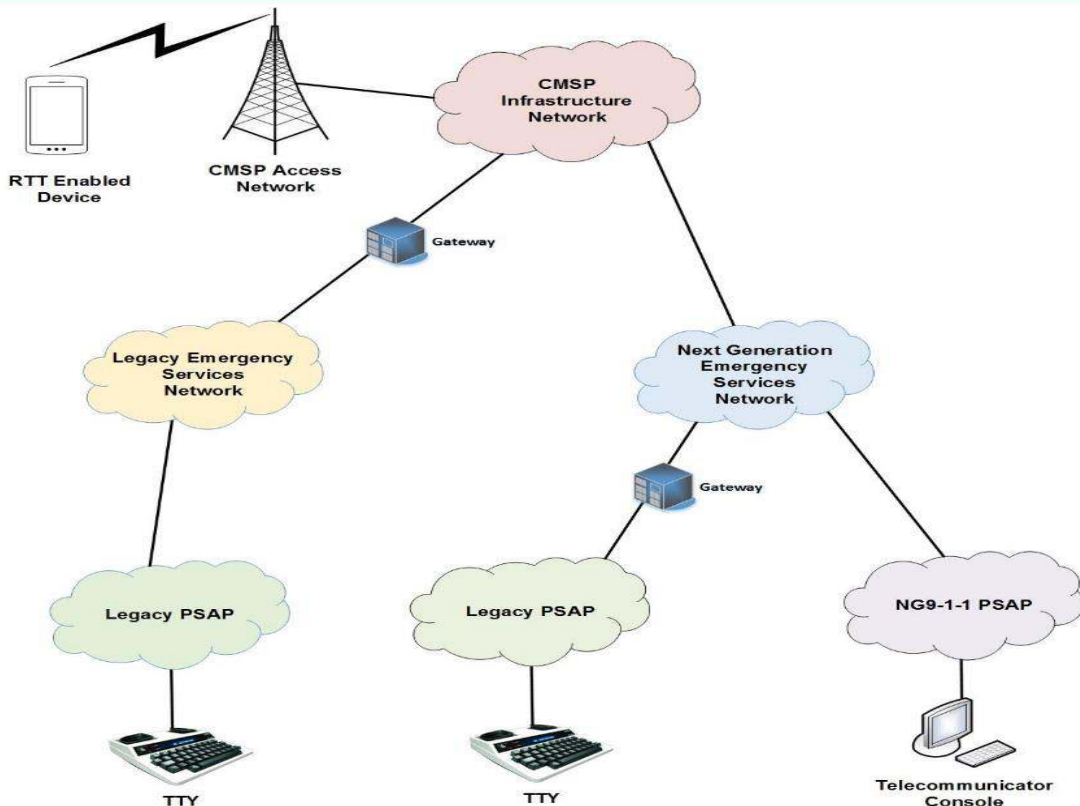 CMSP
Infrastructure
Network
RTT Enabled
Device
CMSP Access
Network
Gateway
Legacy Emergency
Services
Network
Next Generation
Emergency
Services
Network
Gateway
Legacy PSAP
Legacy PSAP
NG9-1-1 PSAP
TTY
TTY
Telecommunicator
Console